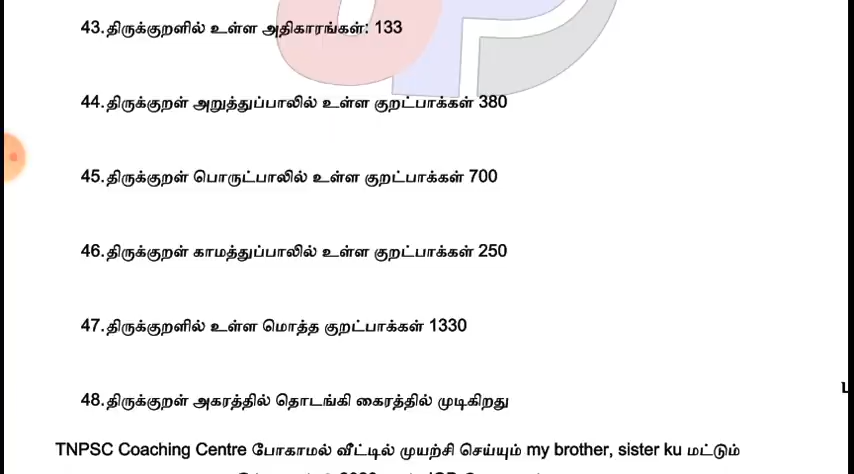 43.திருக்குறளில் உள்ள அதிகாரங்கள்: 133
44.திருக்குறள் அறுத்துப்பாலில் உள்ள குறட்பாக்கள் 380
45.திருக்குறள் பொருட்பாலில் உள்ள குறட்பாக்கள் 700
46.திருக்குறள் காமத்துப்பாலில் உள்ள குறட்பாக்கள் 250
47.திருக்குறளில் உள்ள மொத்த குறட்பாக்கள் 1330
48.திருக்குறள் அகரத்தில் தொடங்கி கைரத்தில் முடிகிறது
TNPSC Coaching Centre போகாமல் வீட்டில் முயற்சி செய்யும் my brother, sister ku மட்டும்